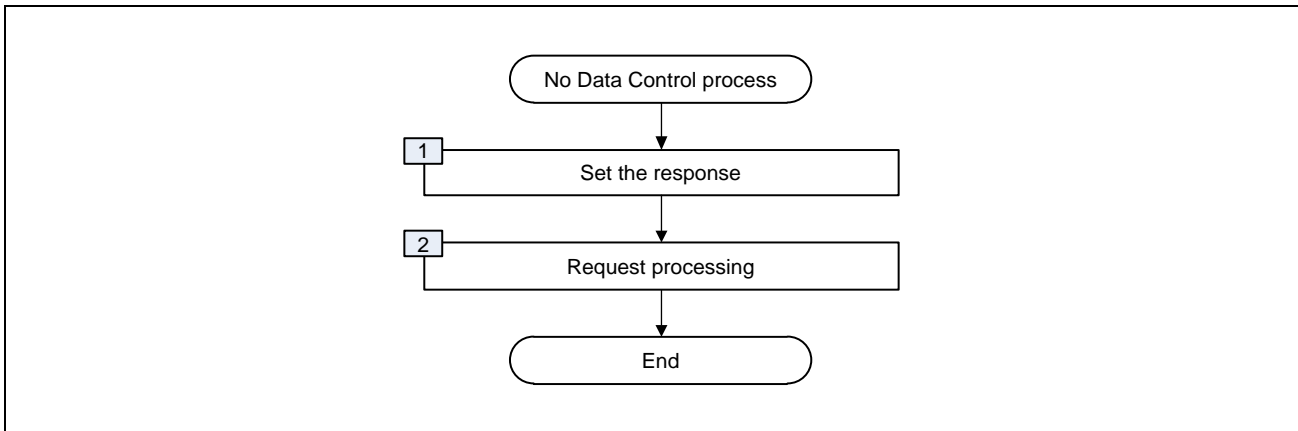 No Data Control process
1
Set the response
2
Request processing
End